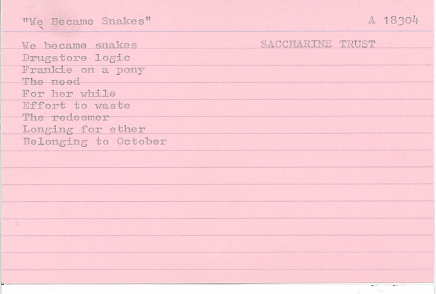 "We Became Snakes" A 18304
We became snakes SACCHARINE TRUST
Drugstore logic
Frankie on a pony
The need
For her while
Effort to waste
The redeemer
Longing for ether
Belonging to October